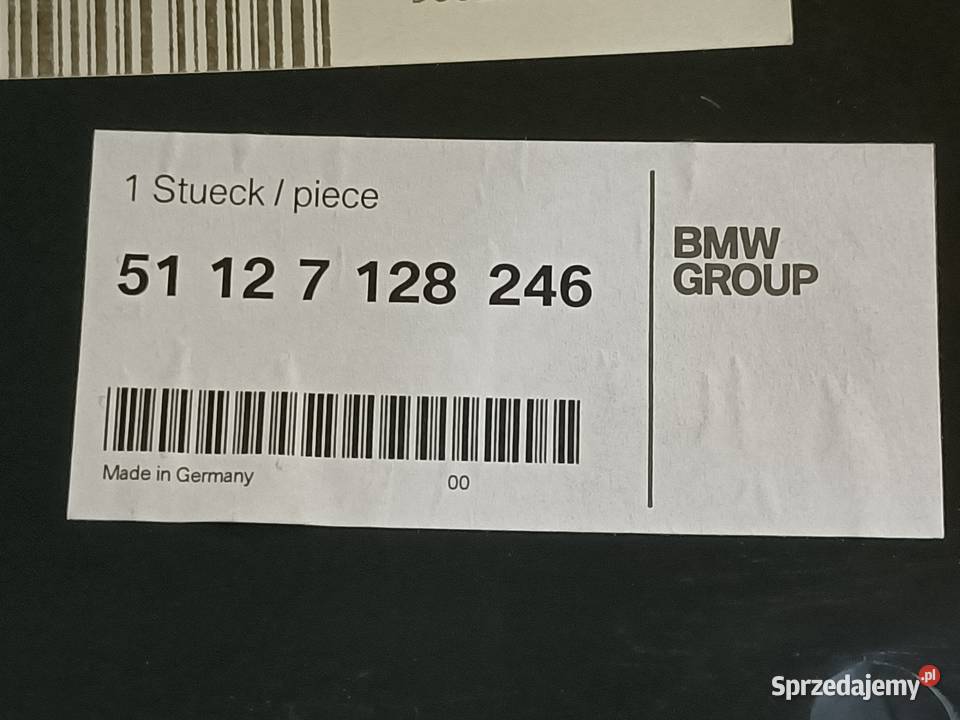 1 Stueck / piece
51 12 7 128 246
BMW
GROUP
Made in Germany
00
Sprzedajemy.pl